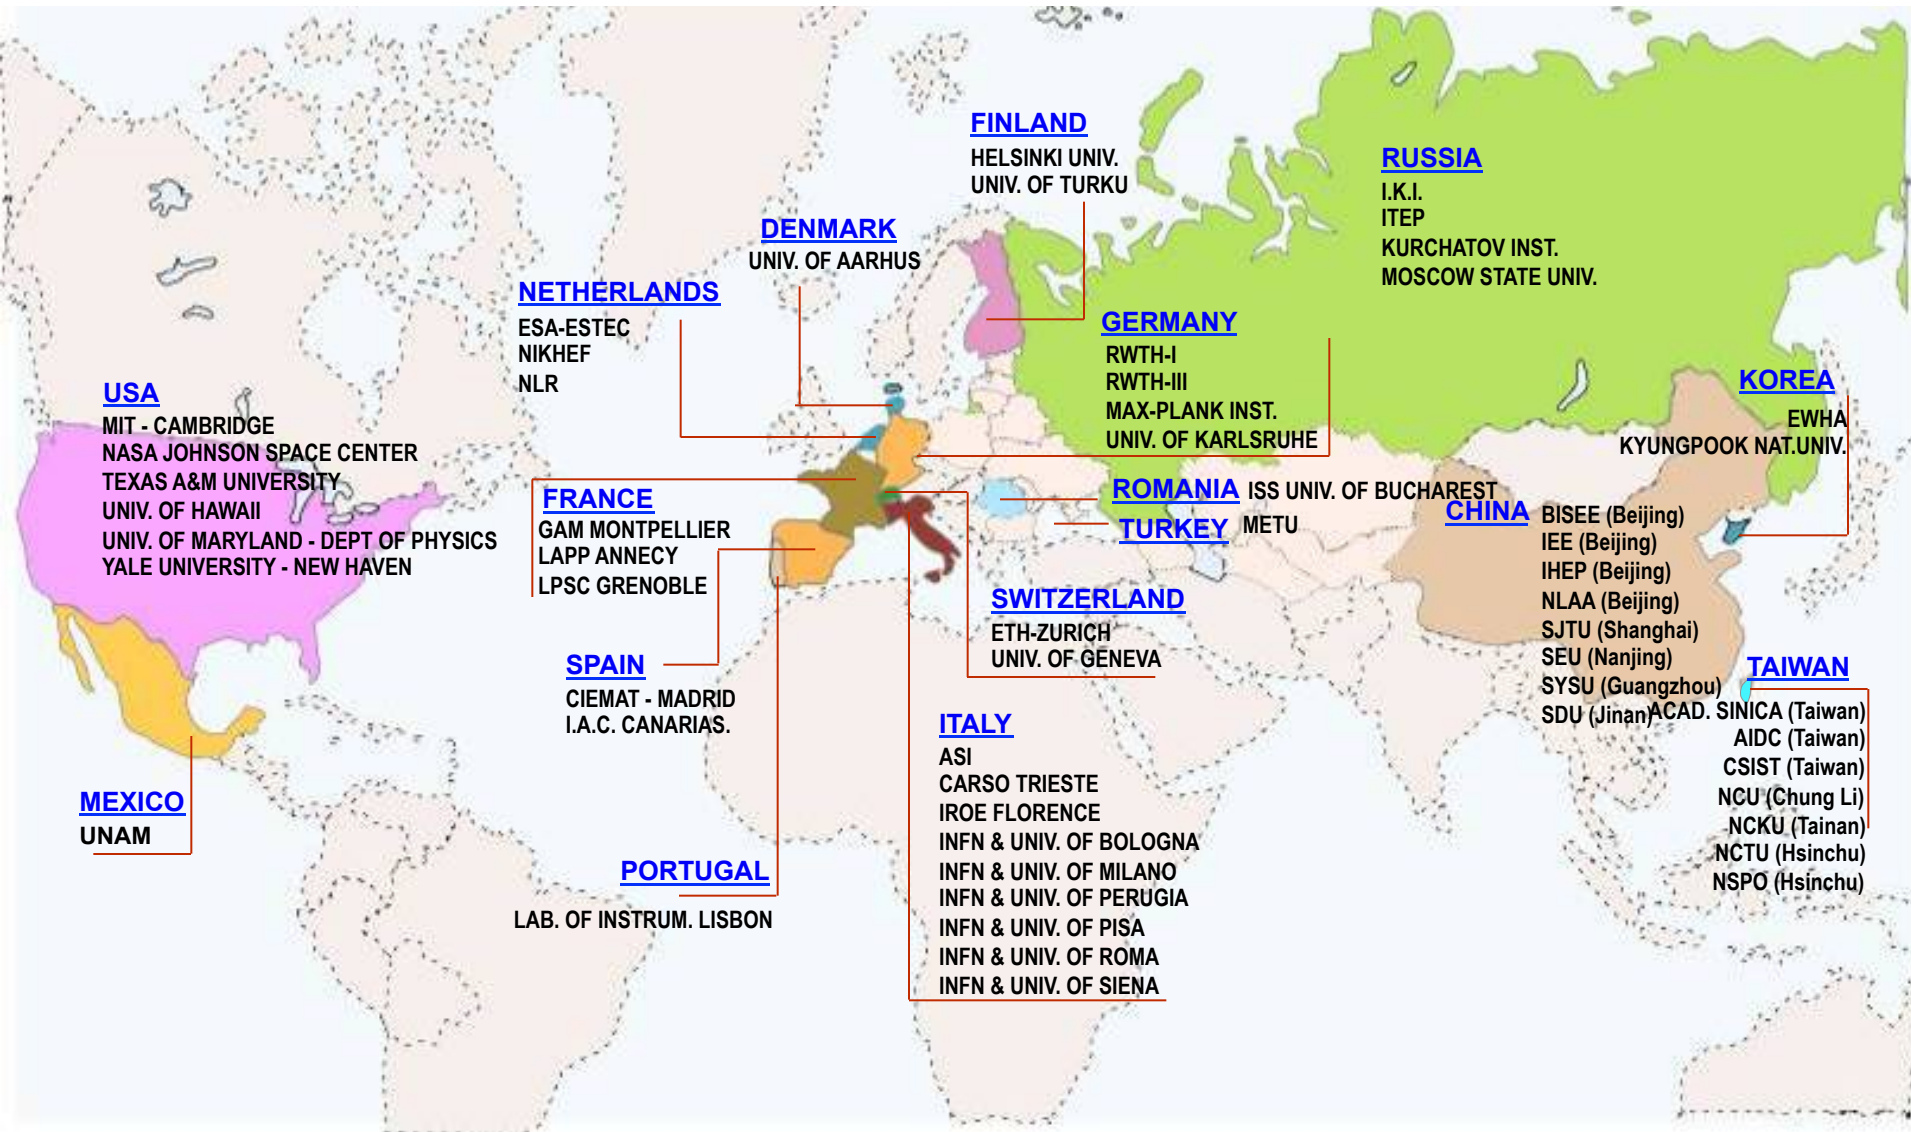 FINLAND
HELSINKI UNIV.
UNIV. OF TURKU
RUSSIA
I.K.I.
ITEP
KURCHATOV INST.
MOSCOW STATE UNIV.
DENMARK
UNIV. OF AARHUS
NETHERLANDS
ESA-ESTEC
NIKHEF
NLR
GERMANY
RWTH-I
RWTH-III
MAX-PLANK INST.
UNIV. OF KARLSRUHE
USA
MIT - CAMBRIDGE
NASA JOHNSON SPACE CENTER
TEXAS A&M UNIVERSITY
UNIV. OF HAWAII
UNIV. OF MARYLAND - DEPT OF PHYSICS
YALE UNIVERSITY - NEW HAVEN
KOREA
EWHA
KYUNGPOOK NAT.UNIV.
FRANCE
GAM MONTPELLIER
LAPP ANNECY
LPSC GRENOBLE
ROMANIA ISS UNIV. OF BUCHAREST
TURKEY METU
CHINA BISEE (Beijing)
IEE (Beijing)
IHEP (Beijing)
NLAA (Beijing)
SJTU (Shanghai)
SEU (Nanjing)
SYSU (Guangzhou)
SDU (Jinan)
SWITZERLAND
ETH-ZURICH
UNIV. OF GENEVA
SPAIN
CIEMAT - MADRID
I.A.C. CANARIAS.
TAIWAN
ACAD. SINICA (Taiwan)
AIDC (Taiwan)
CSIST (Taiwan)
NCU (Chung Li)
NCKU (Tainan)
NCTU (Hsinchu)
NSPO (Hsinchu)
ITALY
ASI
CARSO TRIESTE
IROE FLORENCE
INFN & UNIV. OF BOLOGNA
INFN & UNIV. OF MILANO
INFN & UNIV. OF PERUGIA
INFN & UNIV. OF PISA
INFN & UNIV. OF ROMA
INFN & UNIV. OF SIENA
MEXICO
UNAM
PORTUGAL
LAB. OF INSTRUM. LISBON